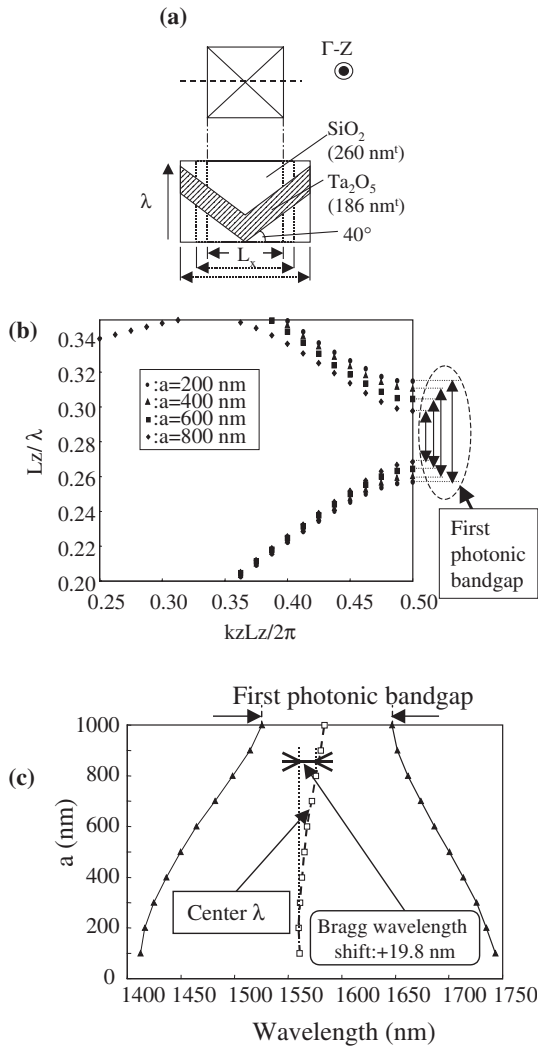 (a)
Γ-Z
SiO₂
(260 nmᵗ)
Ta₂O₅
(186 nmᵗ)
λ
40°
Lₓ
(b)
0.34
0.32
0.30
0.28
0.26
0.24
0.22
0.20
Lz/λ
:a=200 nm
:a=400 nm
:a=600 nm
:a=800 nm
0.25 0.30 0.35 0.40 0.45 0.50
kzLz/2π
First
photonic
bandgap
First photonic bandgap
(c)
1000
800
600
400
200
0
a (nm)
Center λ
Bragg wavelength
shift:+19.8 nm
1400 1450 1500 1550 1600 1650 1700 1750
Wavelength (nm)